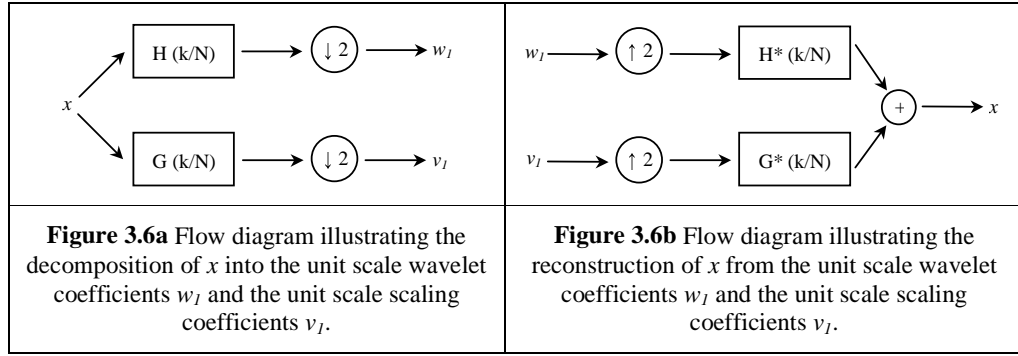 H (k/N)
↓ 2
w1
x
G (k/N)
↓ 2
v1
w1
↑ 2
H* (k/N)
+
x
v1
↑ 2
G* (k/N)
Figure 3.6a Flow diagram illustrating the
decomposition of x into the unit scale wavelet
coefficients w1 and the unit scale scaling
coefficients v1.
Figure 3.6b Flow diagram illustrating the
reconstruction of x from the unit scale wavelet
coefficients w1 and the unit scale scaling
coefficients v1.